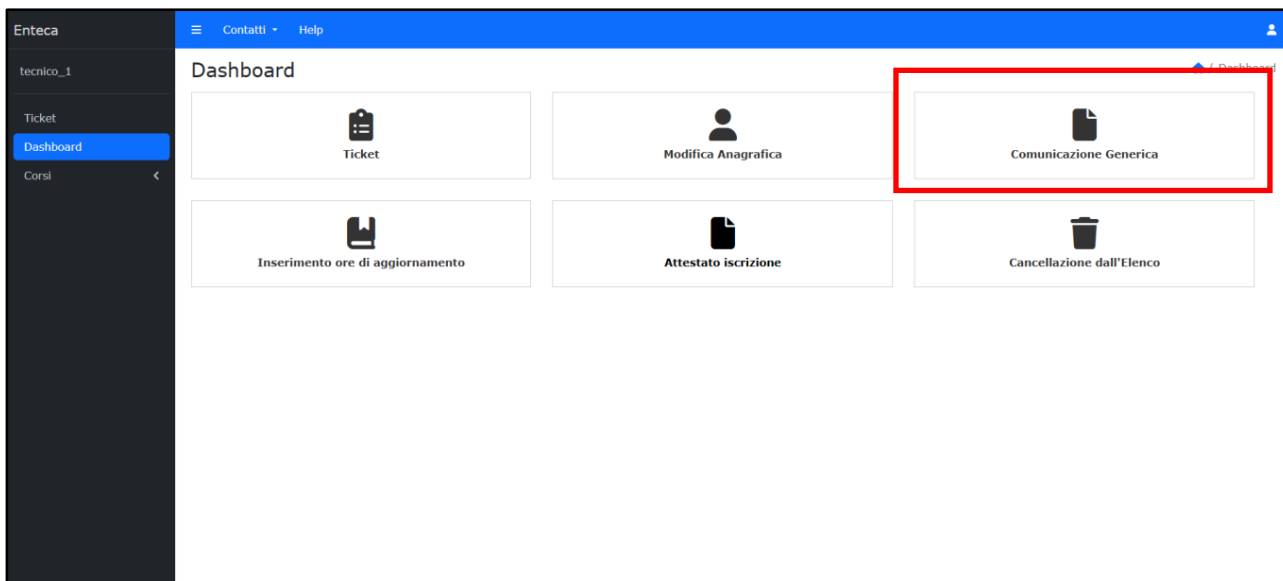 Enteca
Contatti Help
tecnico_1
Dashboard
/ Dashboard
Ticket
Dashboard
Corsi
Ticket
Modifica Anagrafica
Comunicazione Generica
Inserimento ore di aggiornamento
Attestato iscrizione
Cancellazione dall'Elenco